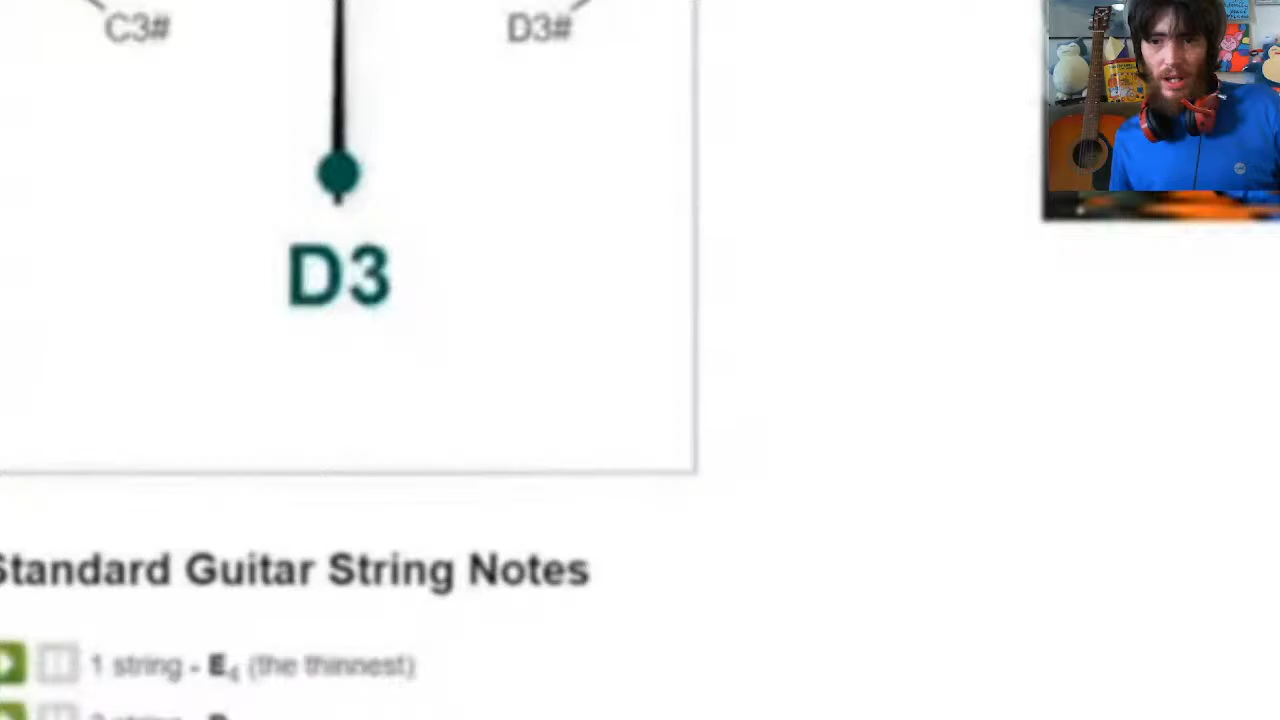 C3# D3#
D3
Standard Guitar String Notes
1 string - E₄ (the thinnest)